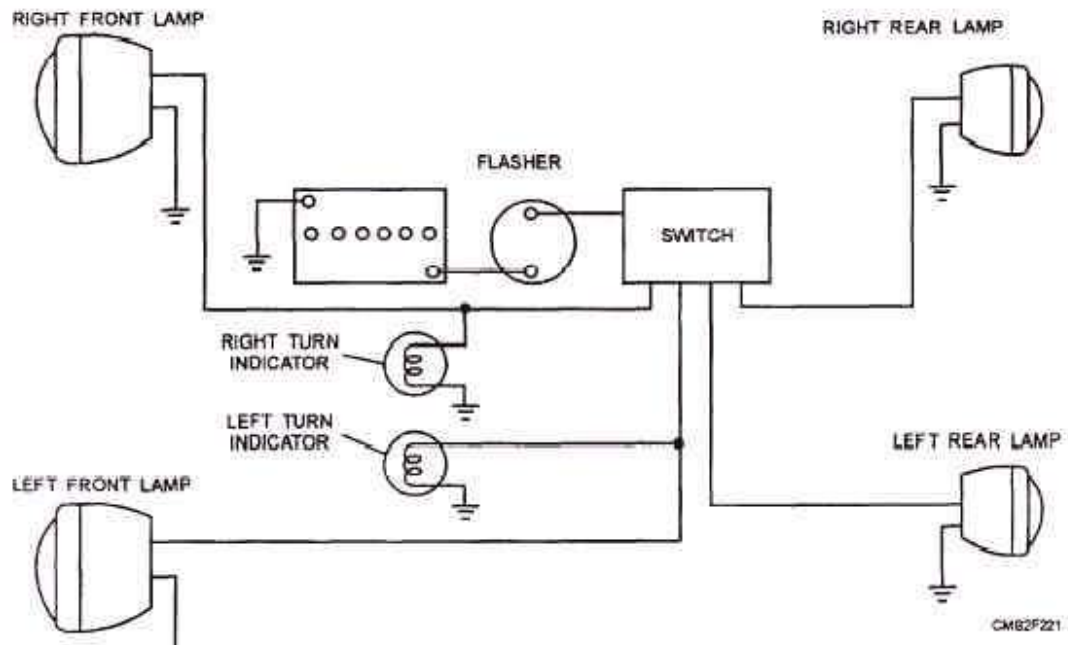 RIGHT FRONT LAMP
RIGHT REAR LAMP
FLASHER
SWITCH
RIGHT TURN
INDICATOR
LEFT TURN
INDICATOR
LEFT REAR LAMP
LEFT FRONT LAMP
CMB2F221